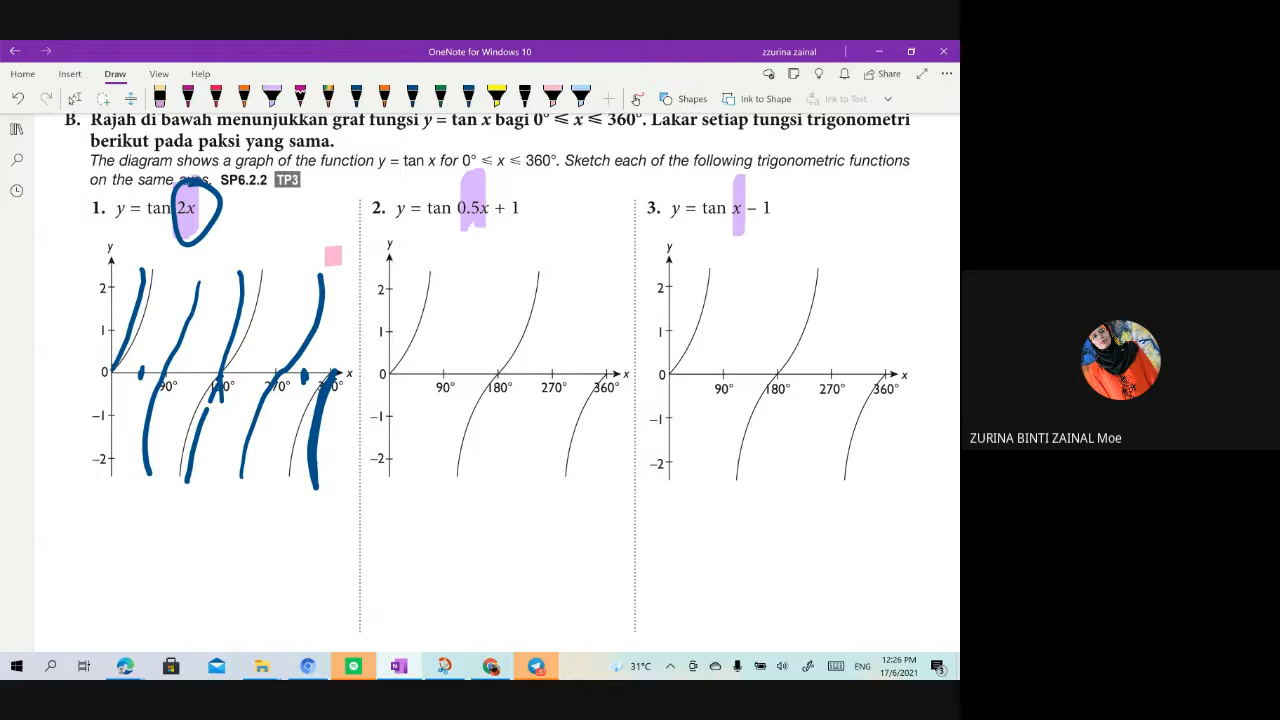 OneNote for Windows 10
zzurina zainal
Home Insert Draw View Help
Share
Shapes Ink to Shape Ink to Text
B. Rajah di bawah menunjukkan graf fungsi y = tan x bagi 0° ⩽ x ⩽ 360°. Lakar setiap fungsi trigonometri
berikut pada paksi yang sama.
The diagram shows a graph of the function y = tan x for 0° ⩽ x ⩽ 360°. Sketch each of the following trigonometric functions
on the same axes. SP6.2.2 TP3
1. y = tan 2x
y
2
1
0
x
90° 180° 270° 360°
−1
−2
2. y = tan 0.5x + 1
y
2
1
0
x
90° 180° 270° 360°
−1
−2
3. y = tan x − 1
y
2
1
0
x
90° 180° 270° 360°
−1
−2
ZURINA BINTI ZAINAL Moe
31°C
ENG
12:26 PM
17/6/2021
3